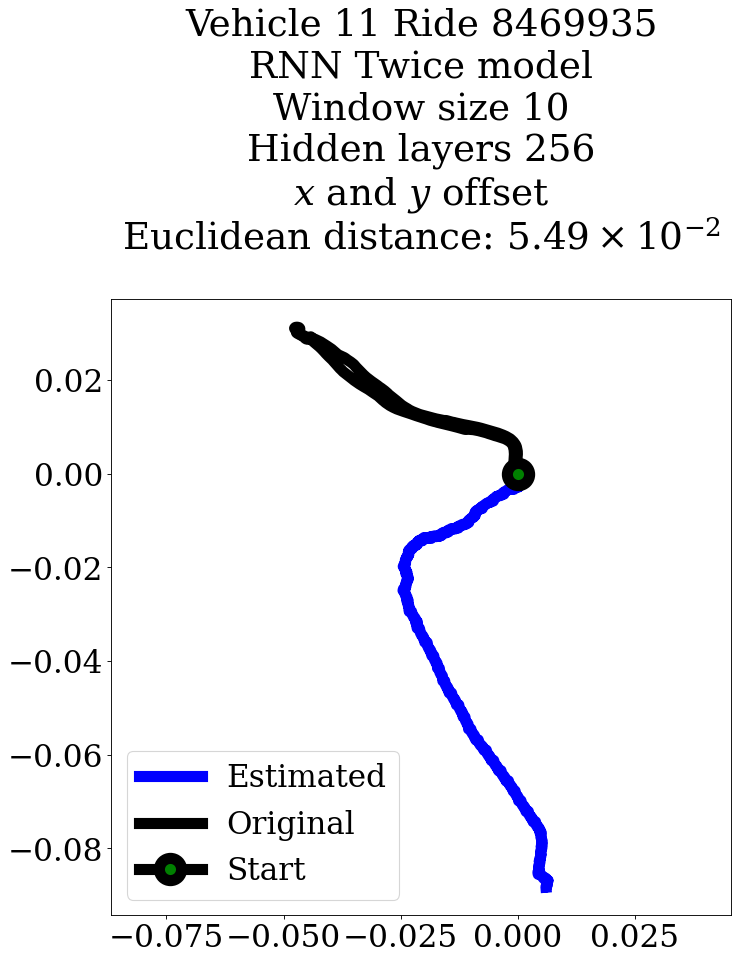 Vehicle 11 Ride 8469935
RNN Twice model
Window size 10
Hidden layers 256
x and y offset
Euclidean distance: 5.49 × 10⁻²
0.02
0.00
−0.02
−0.04
−0.06
−0.08
Estimated
Original
Start
−0.075 −0.050 −0.025 0.000 0.025